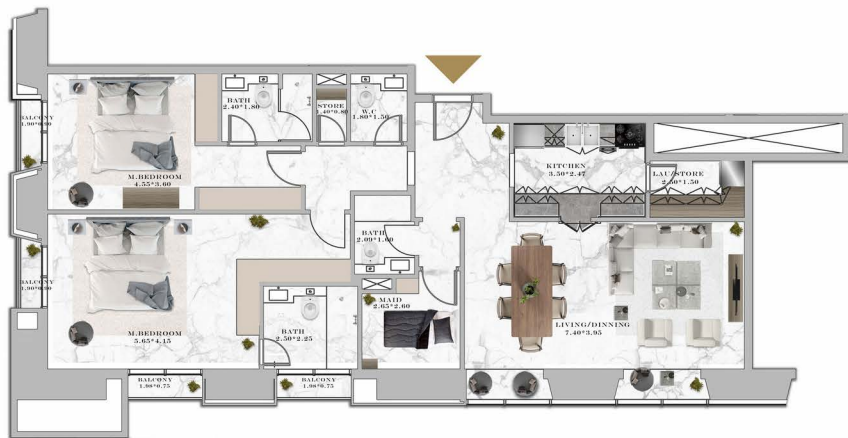 BATH
2.40*1.80
STORE
1.40*0.80
W.C
1.80*1.50
BALCONY
1.90*0.90
M.BEDROOM
4.55*3.60
KITCHEN
3.50*2.47
LAU/STORE
2.50*1.50
BATH
2.09*1.60
BALCONY
1.90*0.90
MAID
2.65*2.60
M.BEDROOM
5.65*4.15
BATH
2.50*2.25
LIVING/DINNING
7.40*3.95
BALCONY
1.98*0.75
BALCONY
1.98*0.75